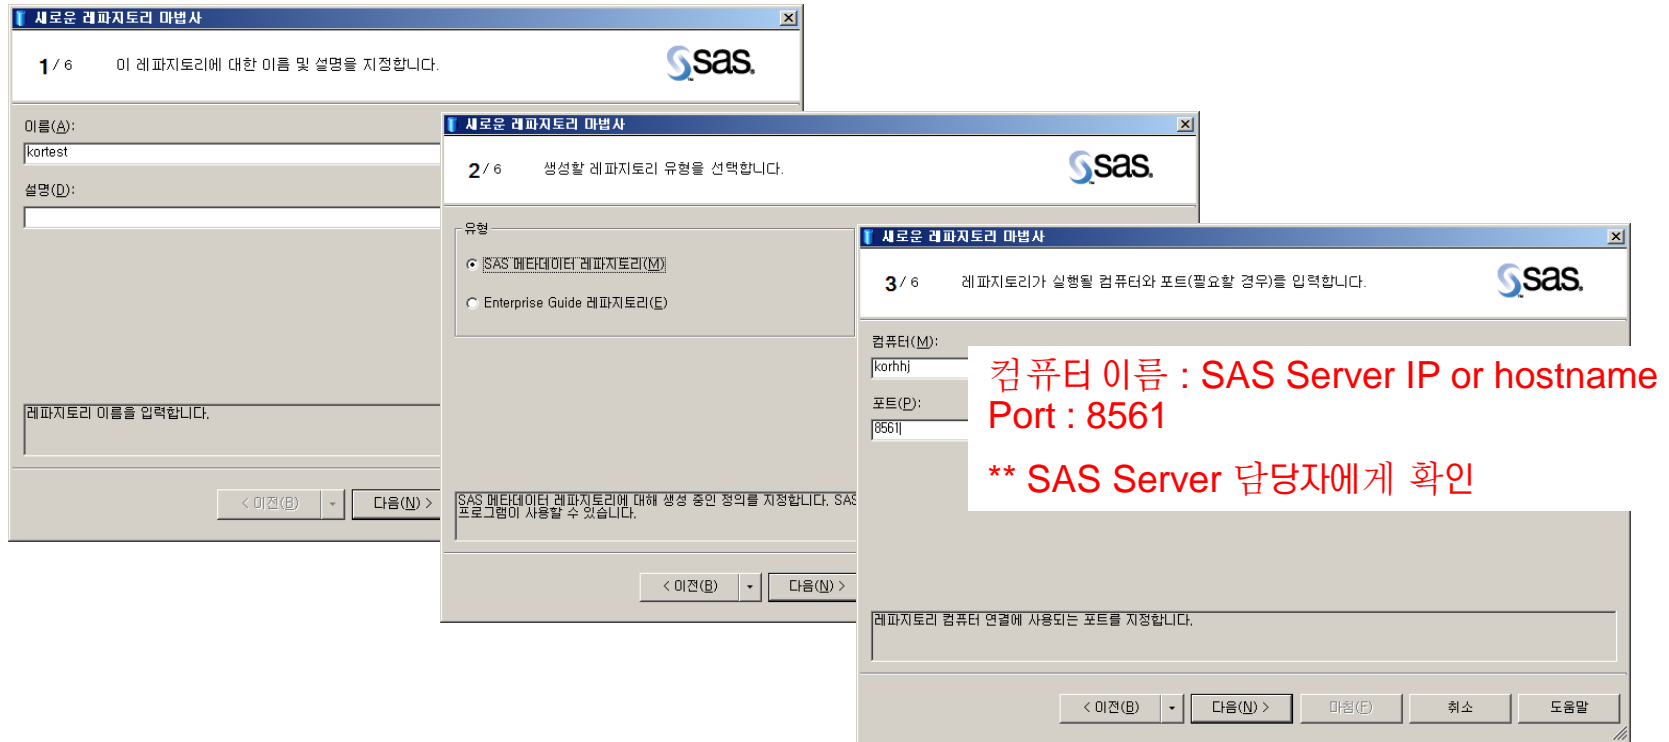 새로운 레파지토리 마법사
1 / 6 이 레파지토리에 대한 이름 및 설명을 지정합니다.
sas.
이름(A):
kortest
설명(D):
레파지토리 이름을 입력합니다.
< 이전(B)
다음(N) >
새로운 레파지토리 마법사
2 / 6 생성할 레파지토리 유형을 선택합니다.
sas.
유형
SAS 메타데이터 레파지토리(M)
Enterprise Guide 레파지토리(E)
SAS 메타데이터 레파지토리에 대해 생성 중인 정의를 지정합니다. SAS
프로그램이 사용할 수 있습니다.
< 이전(B)
다음(N) >
새로운 레파지토리 마법사
3 / 6 레파지토리가 실행될 컴퓨터와 포트(필요할 경우)를 입력합니다.
sas.
컴퓨터(M):
korhhj
포트(P):
8561
컴퓨터 이름 : SAS Server IP or hostname
Port : 8561
** SAS Server 담당자에게 확인
레파지토리 컴퓨터 연결에 사용되는 포트를 지정합니다.
< 이전(B)
다음(N) >
마침(F)
취소
도움말